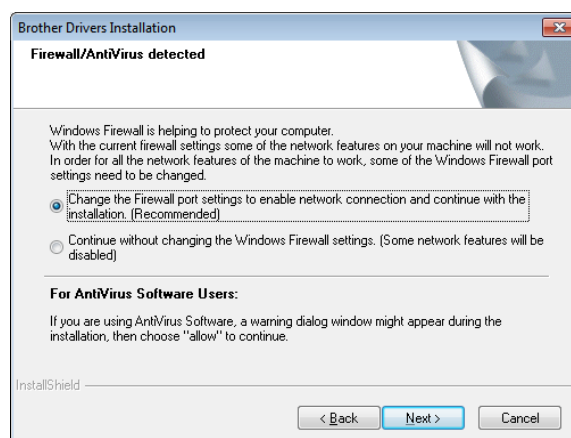 Brother Drivers Installation
Firewall/AntiVirus detected
Windows Firewall is helping to protect your computer.
With the current firewall settings some of the network features on your machine will not work.
In order for all the network features of the machine to work, some of the Windows Firewall port
settings need to be changed.
Change the Firewall port settings to enable network connection and continue with the
installation. (Recommended)
Continue without changing the Windows Firewall settings. (Some network features will be
disabled)
For AntiVirus Software Users:
If you are using AntiVirus Software, a warning dialog window might appear during the
installation, then choose "allow" to continue.
InstallShield
< Back
Next >
Cancel